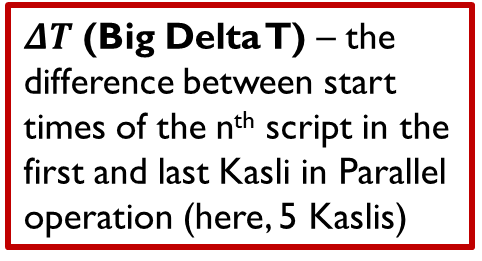 ΔT (Big Delta T) – the
difference between start
times of the nth script in the
first and last Kasli in Parallel
operation (here, 5 Kaslis)